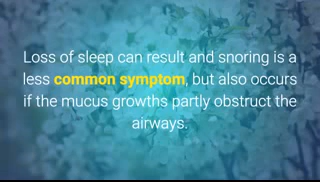 Loss of sleep can result and snoring is a
less common symptom, but also occurs
if the mucus growths partly obstruct the
airways.